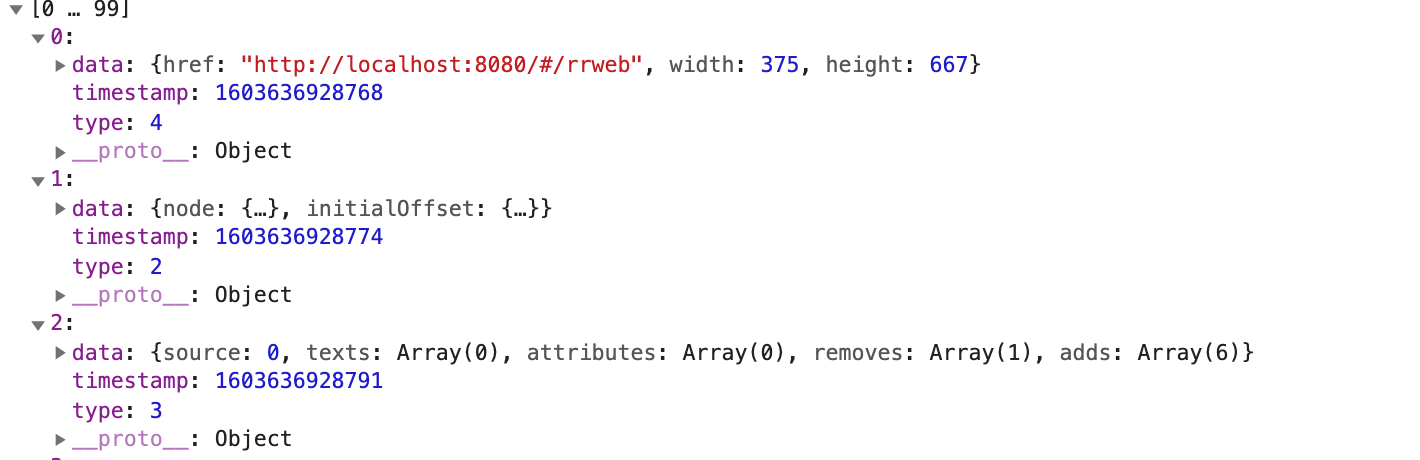 [0 … 99]
0:
data: {href: "http://localhost:8080/#/rrweb", width: 375, height: 667}
timestamp: 1603636928768
type: 4
__proto__: Object
1:
data: {node: {…}, initialOffset: {…}}
timestamp: 1603636928774
type: 2
__proto__: Object
2:
data: {source: 0, texts: Array(0), attributes: Array(0), removes: Array(1), adds: Array(6)}
timestamp: 1603636928791
type: 3
__proto__: Object